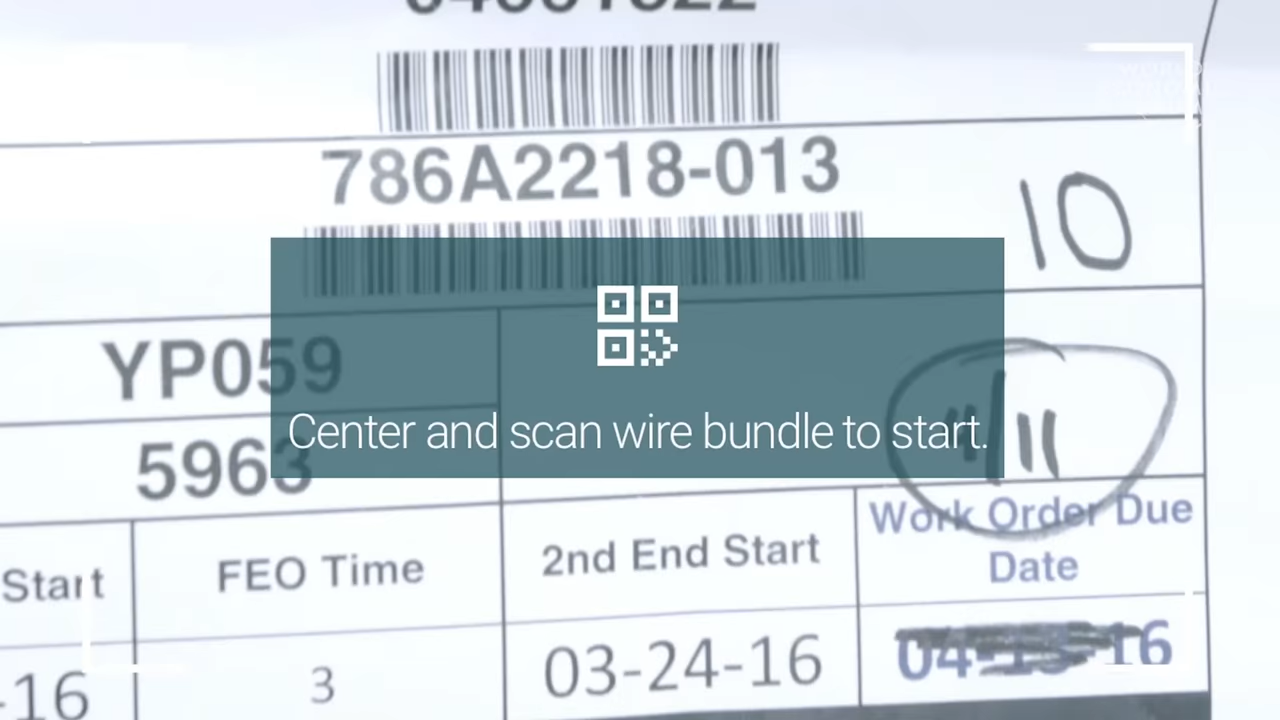 786A2218-013
10
YP059
5963
Center and scan wire bundle to start.
Work Order Due
Date
Start
FEO Time
2nd End Start
-16
3
03-24-16